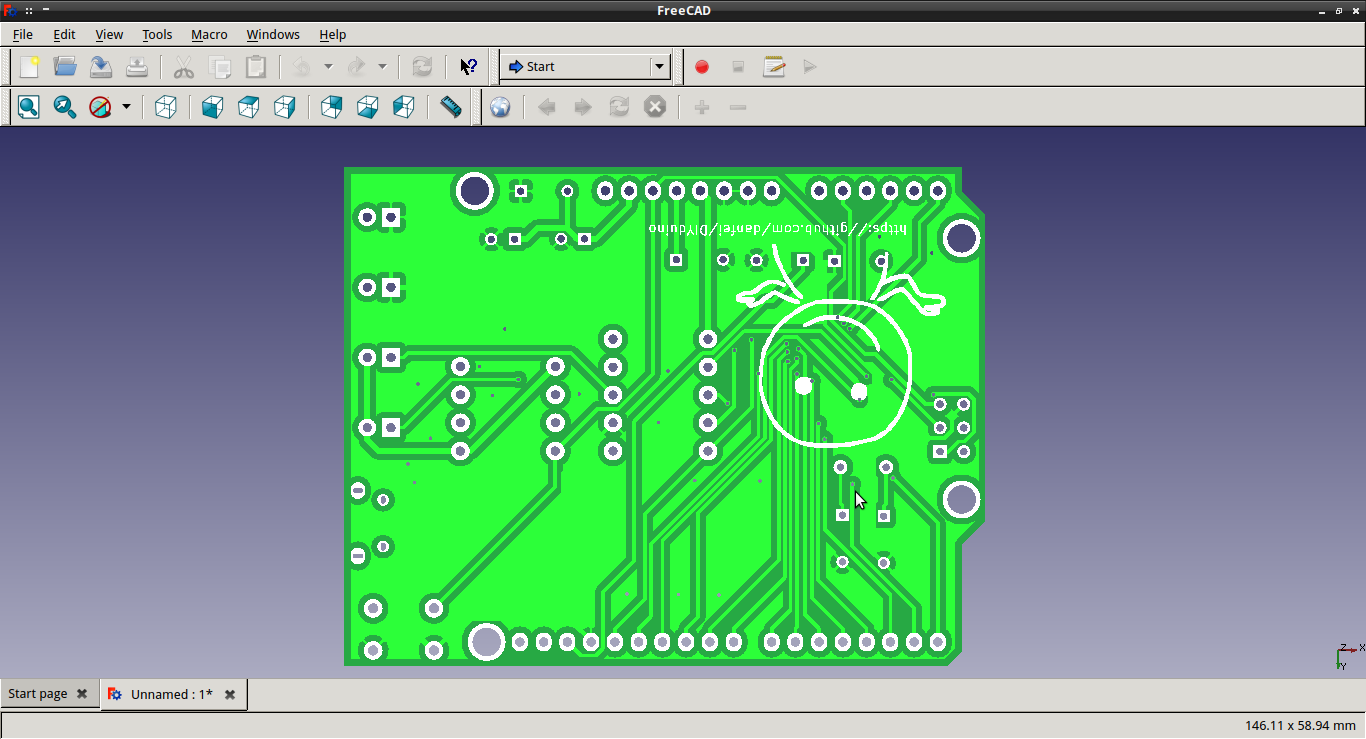 FreeCAD
File Edit View Tools Macro Windows Help
Start
https://github.com/danfei/DIYduino
Z X
Y
Start page Unnamed : 1*
146.11 x 58.94 mm